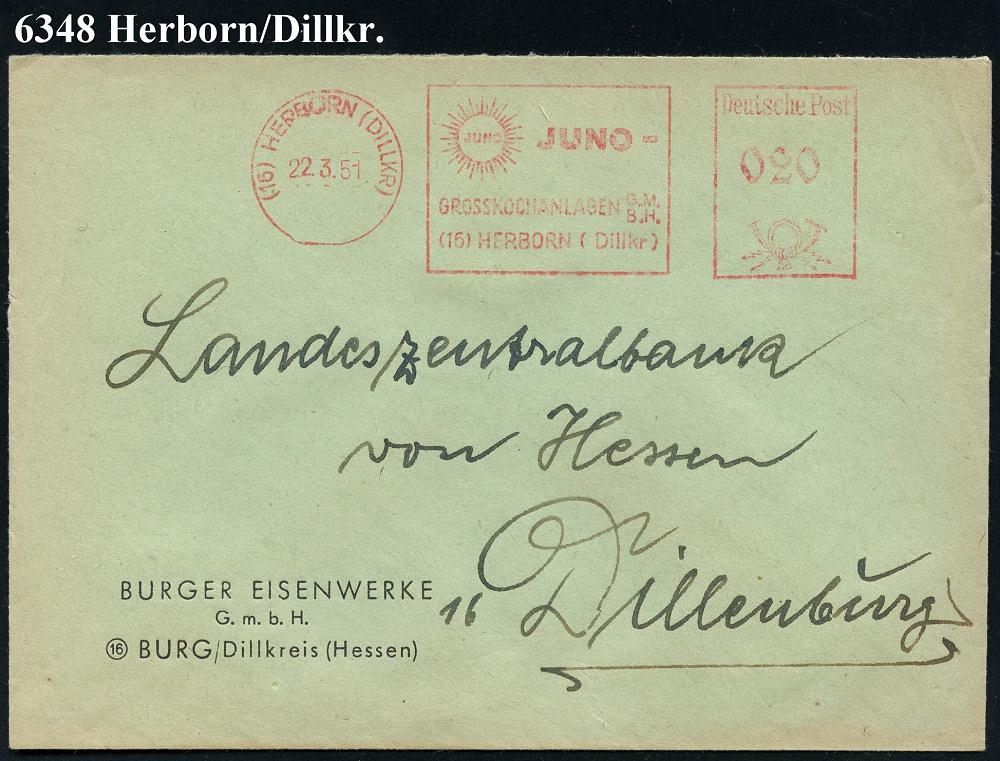 6348 Herborn/Dillkr.
(16) HERBORN (DILLKR)
22.3.51
JUNO
JUNO -
GROSSKOCHANLAGEN G.M.B.H.
(16) HERBORN ( Dillkr )
Deutsche Post
020
Landeszentralbank
von Hessen
16 Dillenburg
BURGER EISENWERKE
G. m. b. H.
16 BURG/Dillkreis (Hessen)